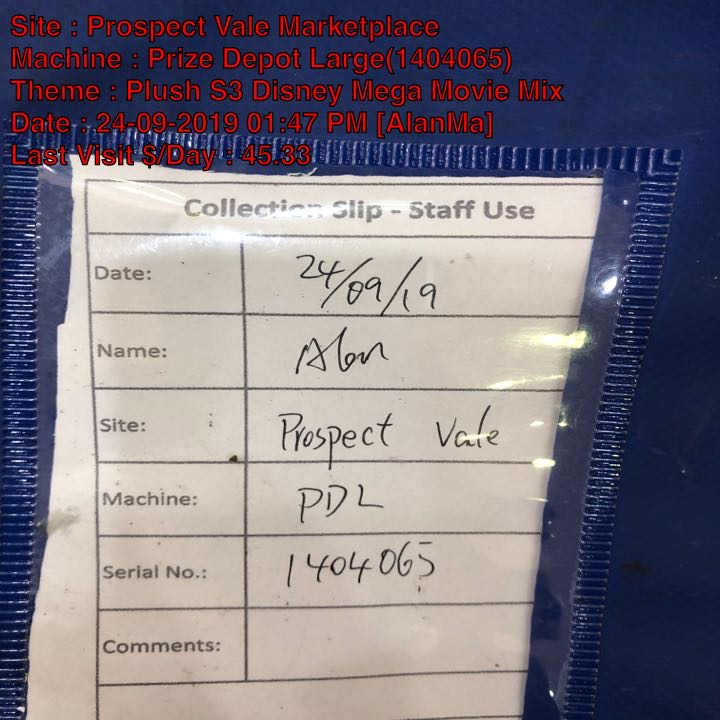 Site : Prospect Vale Marketplace
Machine : Prize Depot Large(1404065)
Theme : Plush S3 Disney Mega Movie Mix
Date : 24-09-2019 01:47 PM [AlanMa]
Last Visit $/Day : 45.33
Collection Slip - Staff Use
Date: 24/09/19
Name: Alan
Site: Prospect Vale
Machine: PDL
Serial No.: 1404065
Comments: